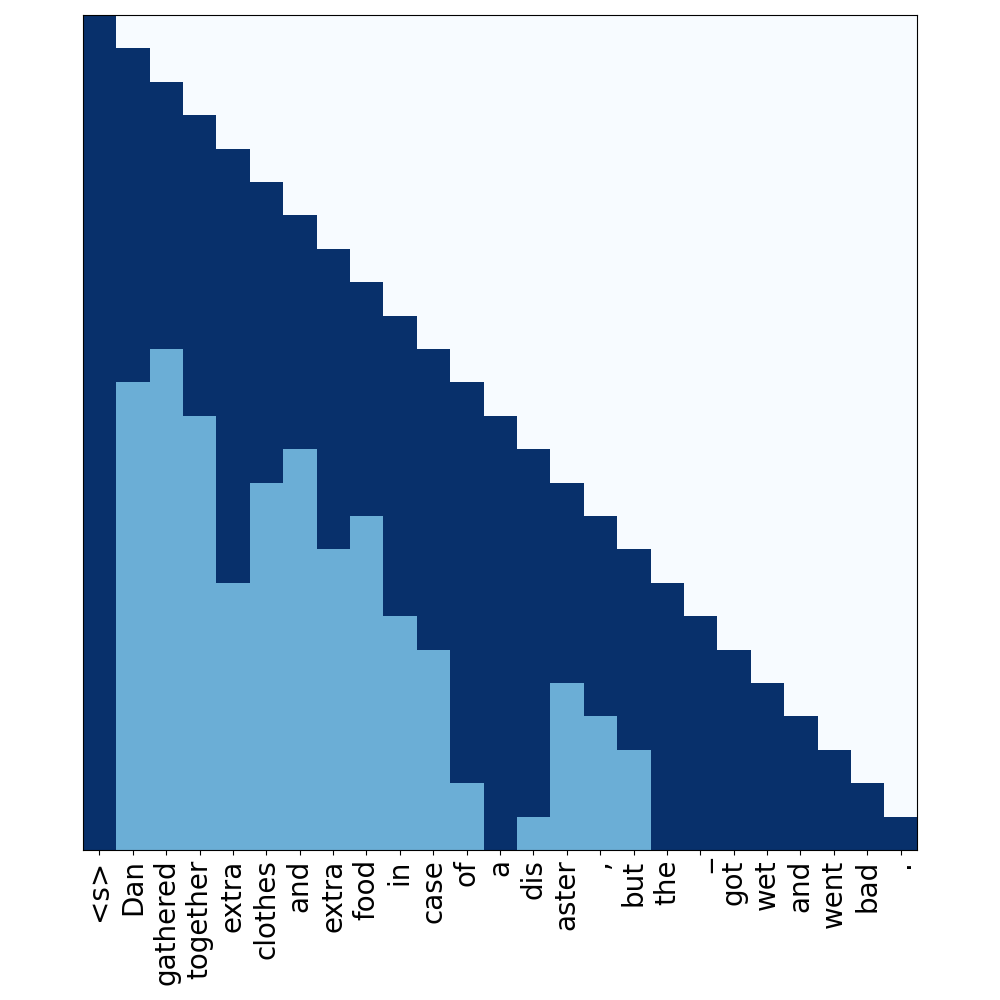 <s>
Dan
gathered
together
extra
clothes
and
extra
food
in
case
of
a
dis
aster
,
but
the
_
got
wet
and
went
bad
.